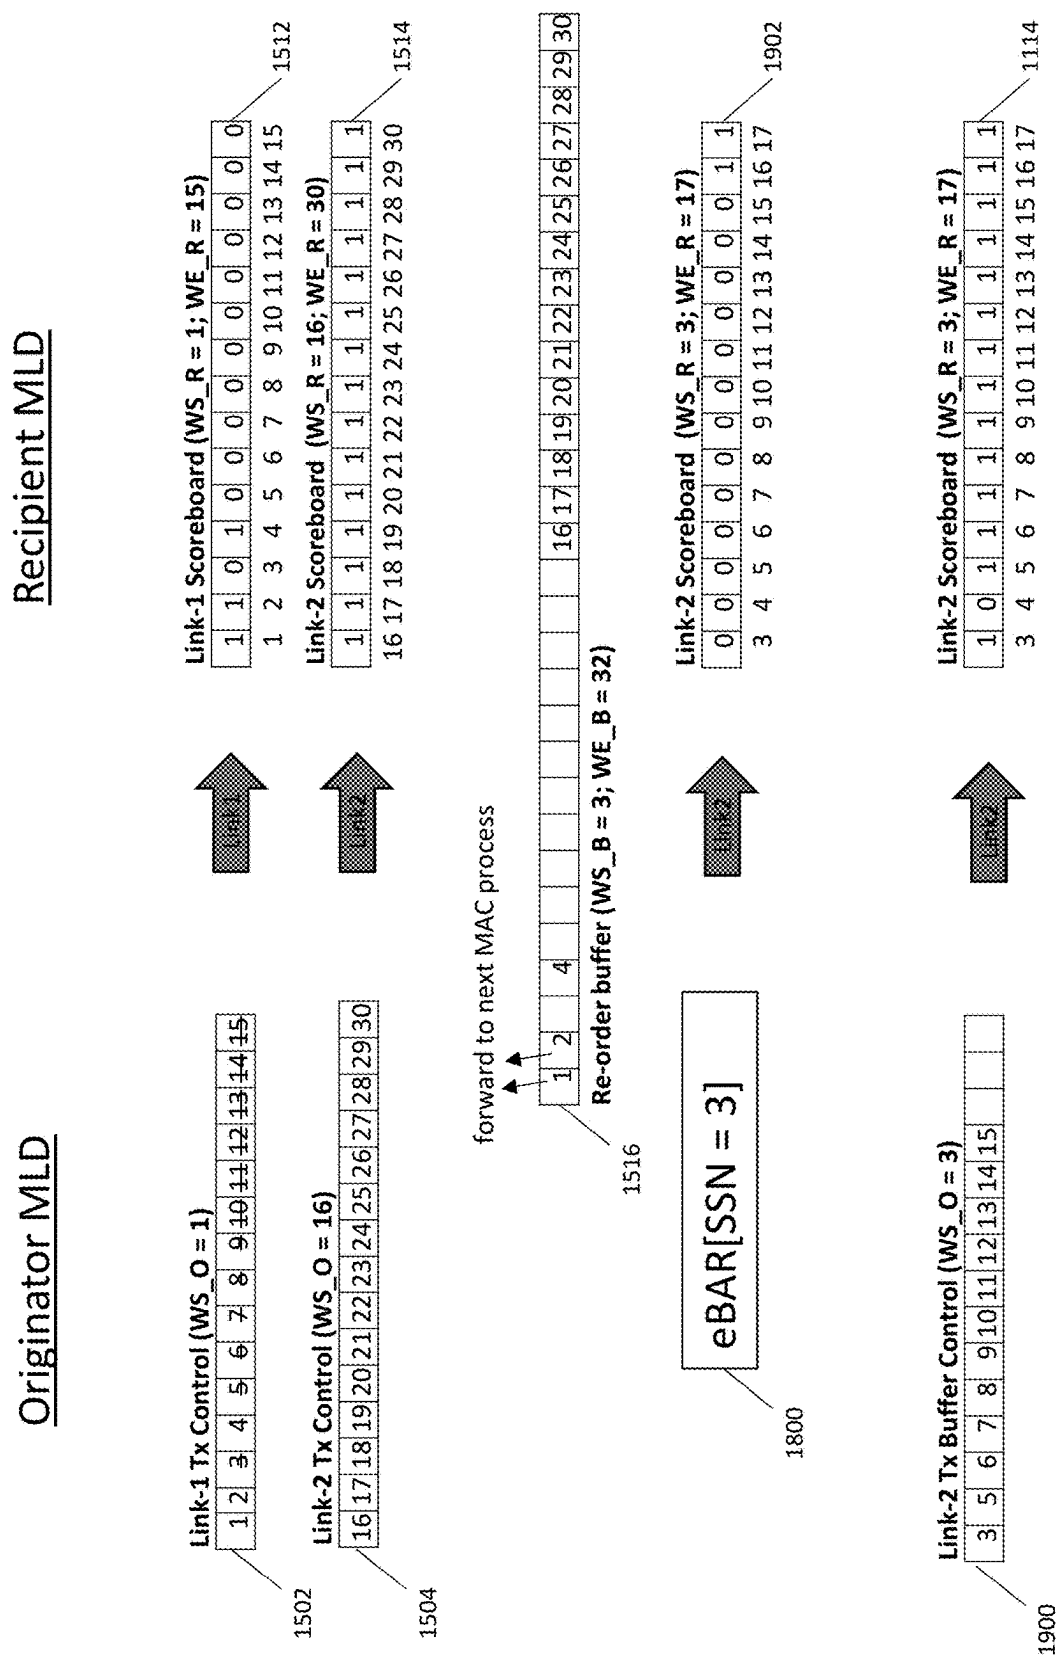 Originator MLD
Recipient MLD
Link-1 Tx Control (WS_O = 1)
1 2 3 4 5 6 7 8 9 10 11 12 13 14 15
1502
Link1
Link-1 Scoreboard (WS_R = 1; WE_R = 15)
1 1 0 1 0 0 0 0 0 0 0 0 0 0 0
1 2 3 4 5 6 7 8 9 10 11 12 13 14 15
1512
Link-2 Tx Control (WS_O = 16)
16 17 18 19 20 21 22 23 24 25 26 27 28 29 30
1504
Link2
Link-2 Scoreboard (WS_R = 16; WE_R = 30)
1 1 1 1 1 1 1 1 1 1 1 1 1 1 1
16 17 18 19 20 21 22 23 24 25 26 27 28 29 30
1514
forward to next MAC process
1 2 4 16 17 18 19 20 21 22 23 24 25 26 27 28 29 30
Re-order buffer (WS_B = 3; WE_B = 32)
1516
eBAR[SSN = 3]
1800
Link2
Link-2 Scoreboard (WS_R = 3; WE_R = 17)
0 0 0 0 0 0 0 0 0 0 0 0 0 1 1
3 4 5 6 7 8 9 10 11 12 13 14 15 16 17
1902
Link-2 Tx Buffer Control (WS_O = 3)
3 5 6 7 8 9 10 11 12 13 14 15
1900
Link2
Link-2 Scoreboard (WS_R = 3; WE_R = 17)
1 0 1 1 1 1 1 1 1 1 1 1 1 1 1
3 4 5 6 7 8 9 10 11 12 13 14 15 16 17
1114